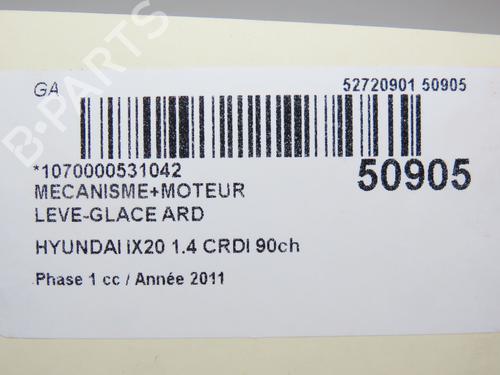 GA 52720901 50905
*1070000531042 50905
MECANISME+MOTEUR
LEVE-GLACE ARD
HYUNDAI iX20 1.4 CRDI 90ch
Phase 1 cc / Année 2011
B-PARTS